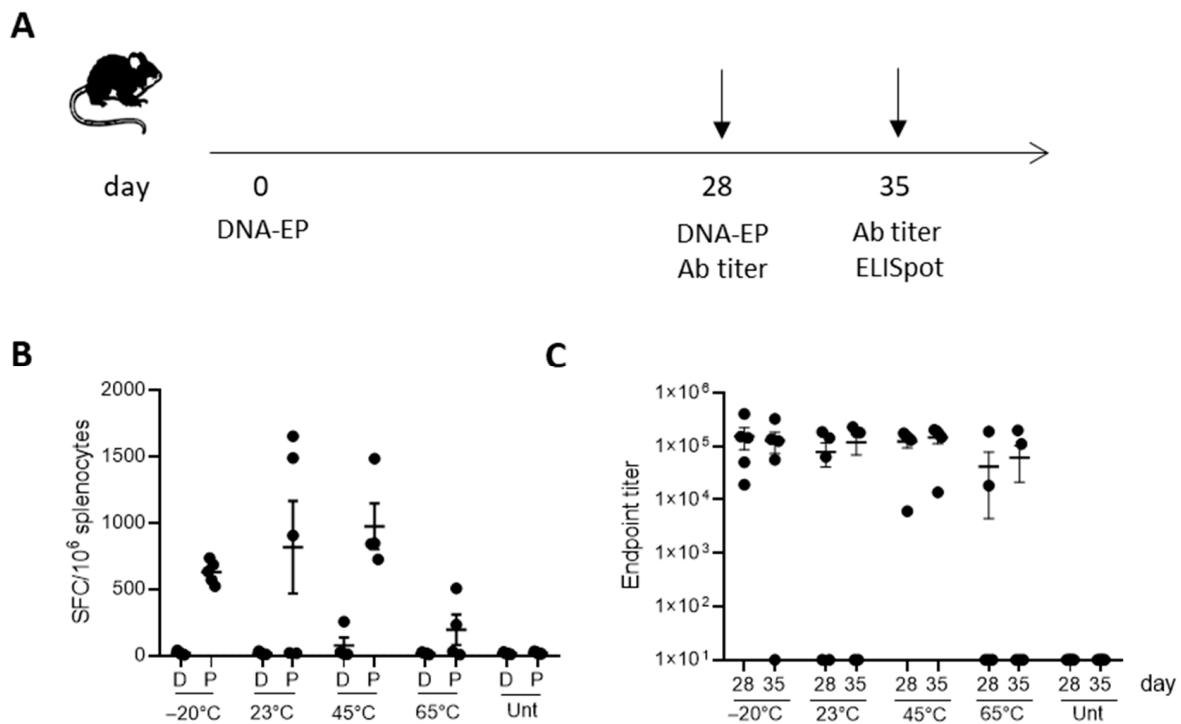 A
day 0 28 35
DNA-EP DNA-EP Ab titer
Ab titer ELISpot
B
SFC/10⁶ splenocytes
2000
1500
1000
500
0
D P D P D P D P D P
–20°C 23°C 45°C 65°C Unt
C
Endpoint titer
1×10⁶
1×10⁵
1×10⁴
1×10³
1×10²
1×10¹
28 35 28 35 28 35 28 35 28 35 day
–20°C 23°C 45°C 65°C Unt